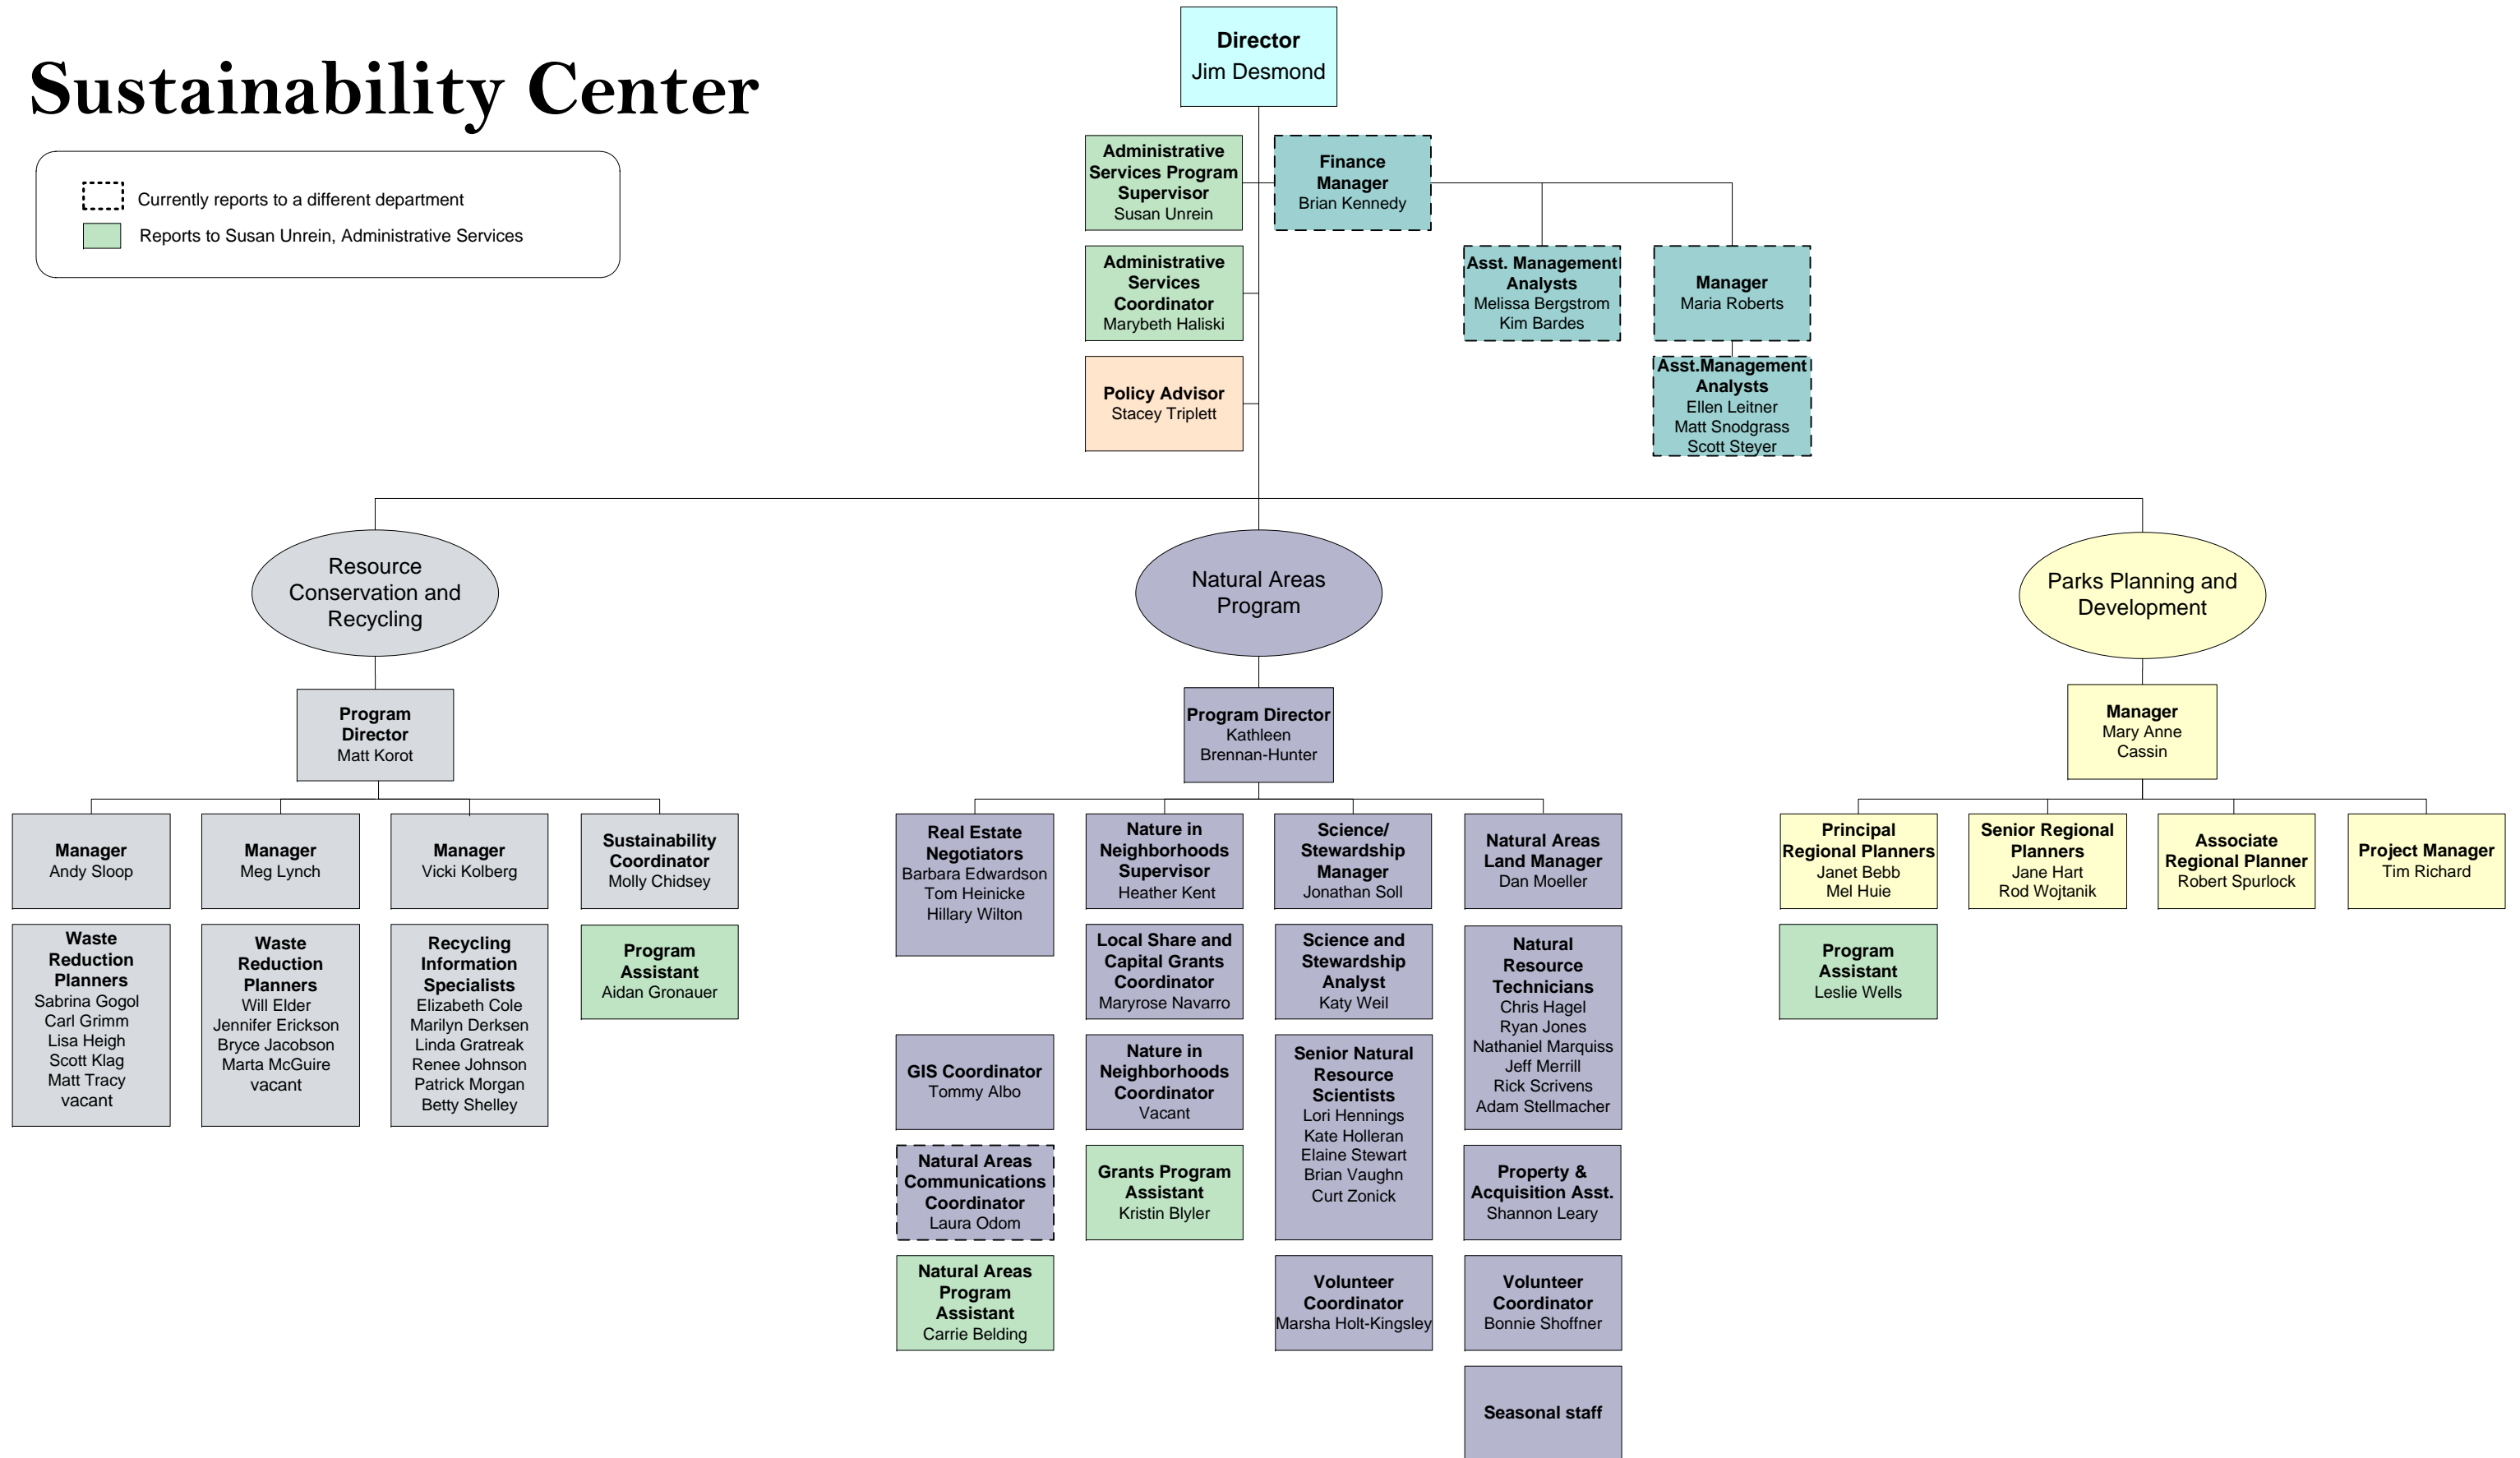 Sustainability Center
Director
Jim Desmond
Currently reports to a different department
Reports to Susan Unrein, Administrative Services
Administrative
Services Program
Supervisor
Susan Unrein
Finance
Manager
Brian Kennedy
Administrative
Services
Coordinator
Marybeth Haliski
Asst. Management
Analysts
Melissa Bergstrom
Kim Bardes
Manager
Maria Roberts
Policy Advisor
Stacey Triplett
Asst.Management
Analysts
Ellen Leitner
Matt Snodgrass
Scott Steyer
Resource
Conservation and
Recycling
Natural Areas
Program
Parks Planning and
Development
Program
Director
Matt Korot
Program Director
Kathleen
Brennan-Hunter
Manager
Mary Anne
Cassin
Manager
Andy Sloop
Manager
Meg Lynch
Manager
Vicki Kolberg
Sustainability
Coordinator
Molly Chidsey
Waste
Reduction
Planners
Sabrina Gogol
Carl Grimm
Lisa Heigh
Scott Klag
Matt Tracy
vacant
Waste
Reduction
Planners
Will Elder
Jennifer Erickson
Bryce Jacobson
Marta McGuire
vacant
Recycling
Information
Specialists
Elizabeth Cole
Marilyn Derksen
Linda Gratreak
Renee Johnson
Patrick Morgan
Betty Shelley
Program
Assistant
Aidan Gronauer
Real Estate
Negotiators
Barbara Edwardson
Tom Heinicke
Hillary Wilton
GIS Coordinator
Tommy Albo
Natural Areas
Communications
Coordinator
Laura Odom
Natural Areas
Program
Assistant
Carrie Belding
Nature in
Neighborhoods
Supervisor
Heather Kent
Local Share and
Capital Grants
Coordinator
Maryrose Navarro
Nature in
Neighborhoods
Coordinator
Vacant
Grants Program
Assistant
Kristin Blyler
Science/
Stewardship
Manager
Jonathan Soll
Science and
Stewardship
Analyst
Katy Weil
Senior Natural
Resource
Scientists
Lori Hennings
Kate Holleran
Elaine Stewart
Brian Vaughn
Curt Zonick
Volunteer
Coordinator
Marsha Holt-Kingsley
Natural Areas
Land Manager
Dan Moeller
Natural
Resource
Technicians
Chris Hagel
Ryan Jones
Nathaniel Marquiss
Jeff Merrill
Rick Scrivens
Adam Stellmacher
Property &
Acquisition Asst.
Shannon Leary
Volunteer
Coordinator
Bonnie Shoffner
Seasonal staff
Principal
Regional Planners
Janet Bebb
Mel Huie
Program
Assistant
Leslie Wells
Senior Regional
Planners
Jane Hart
Rod Wojtanik
Associate
Regional Planner
Robert Spurlock
Project Manager
Tim Richard